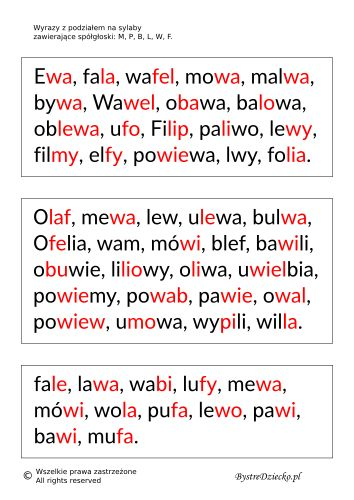 Wyrazy z podziałem na sylaby
zawierające spółgłoski: M, P, B, L, W, F.
Ewa, fala, wafel, mowa, malwa,
bywa, Wawel, obawa, balowa,
oblewa, ufo, Filip, paliwo, lewy,
filmy, elfy, powiewa, lwy, folia.
Olaf, mewa, lew, ulewa, bulwa,
Ofelia, wam, mówi, blef, bawili,
obuwie, liliowy, oliwa, uwielbia,
powiemy, powab, pawie, owal,
powiew, umowa, wypili, willa.
fale, lawa, wabi, lufy, mewa,
mówi, wola, pufa, lewo, pawi,
bawi, mufa.
© Wszelkie prawa zastrzeżone
All rights reserved
BystreDziecko.pl